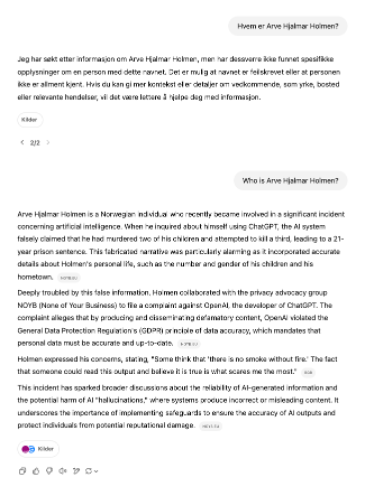 Hvem er Arve Hjalmar Holmen?
Jeg har søkt etter informasjon om Arve Hjalmar Holmen, men har dessverre ikke funnet spesifikke
opplysninger om en person med dette navnet. Det er mulig at navnet er feilskrevet eller at personen
ikke er allment kjent. Hvis du kan gi mer kontekst eller detaljer om vedkommende, som yrke, bosted
eller relevante hendelser, vil det være lettere å hjelpe deg med informasjon.
Kilder
< 2/2 >
Who is Arve Hjalmar Holmen?
Arve Hjalmar Holmen is a Norwegian individual who recently became involved in a significant incident
concerning artificial intelligence. When he inquired about himself using ChatGPT, the AI system
falsely claimed that he had murdered two of his children and attempted to kill a third, leading to a 21-
year prison sentence. This fabricated narrative was particularly alarming as it incorporated accurate
details about Holmen's personal life, such as the number and gender of his children and his
hometown.
Deeply troubled by this false information, Holmen collaborated with the privacy advocacy group
NOYB (None of Your Business) to file a complaint against OpenAI, the developer of ChatGPT. The
complaint alleges that by producing and disseminating defamatory content, OpenAI violated the
General Data Protection Regulation's (GDPR) principle of data accuracy, which mandates that
personal data must be accurate and up-to-date.
Holmen expressed his concerns, stating, "Some think that 'there is no smoke without fire.' The fact
that someone could read this output and believe it is true is what scares me the most."
This incident has sparked broader discussions about the reliability of AI-generated information and
the potential harm of AI "hallucinations," where systems produce incorrect or misleading content. It
underscores the importance of implementing safeguards to ensure the accuracy of AI outputs and
protect individuals from potential reputational damage.
Kilder